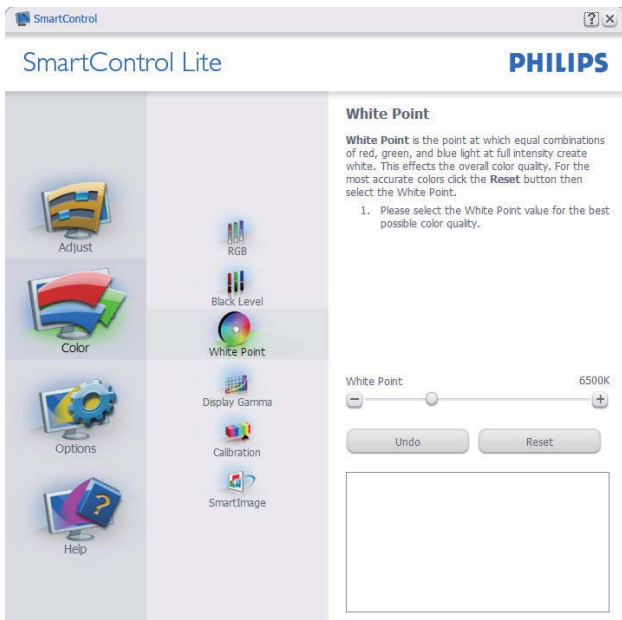 SmartControl
SmartControl Lite
PHILIPS
Adjust
Color
Options
Help
RGB
Black Level
White Point
Display Gamma
Calibration
SmartImage
White Point
White Point is the point at which equal combinations
of red, green, and blue light at full intensity create
white. This effects the overall color quality. For the
most accurate colors click the Reset button then
select the White Point.
1. Please select the White Point value for the best
possible color quality.
White Point 6500K
Undo Reset